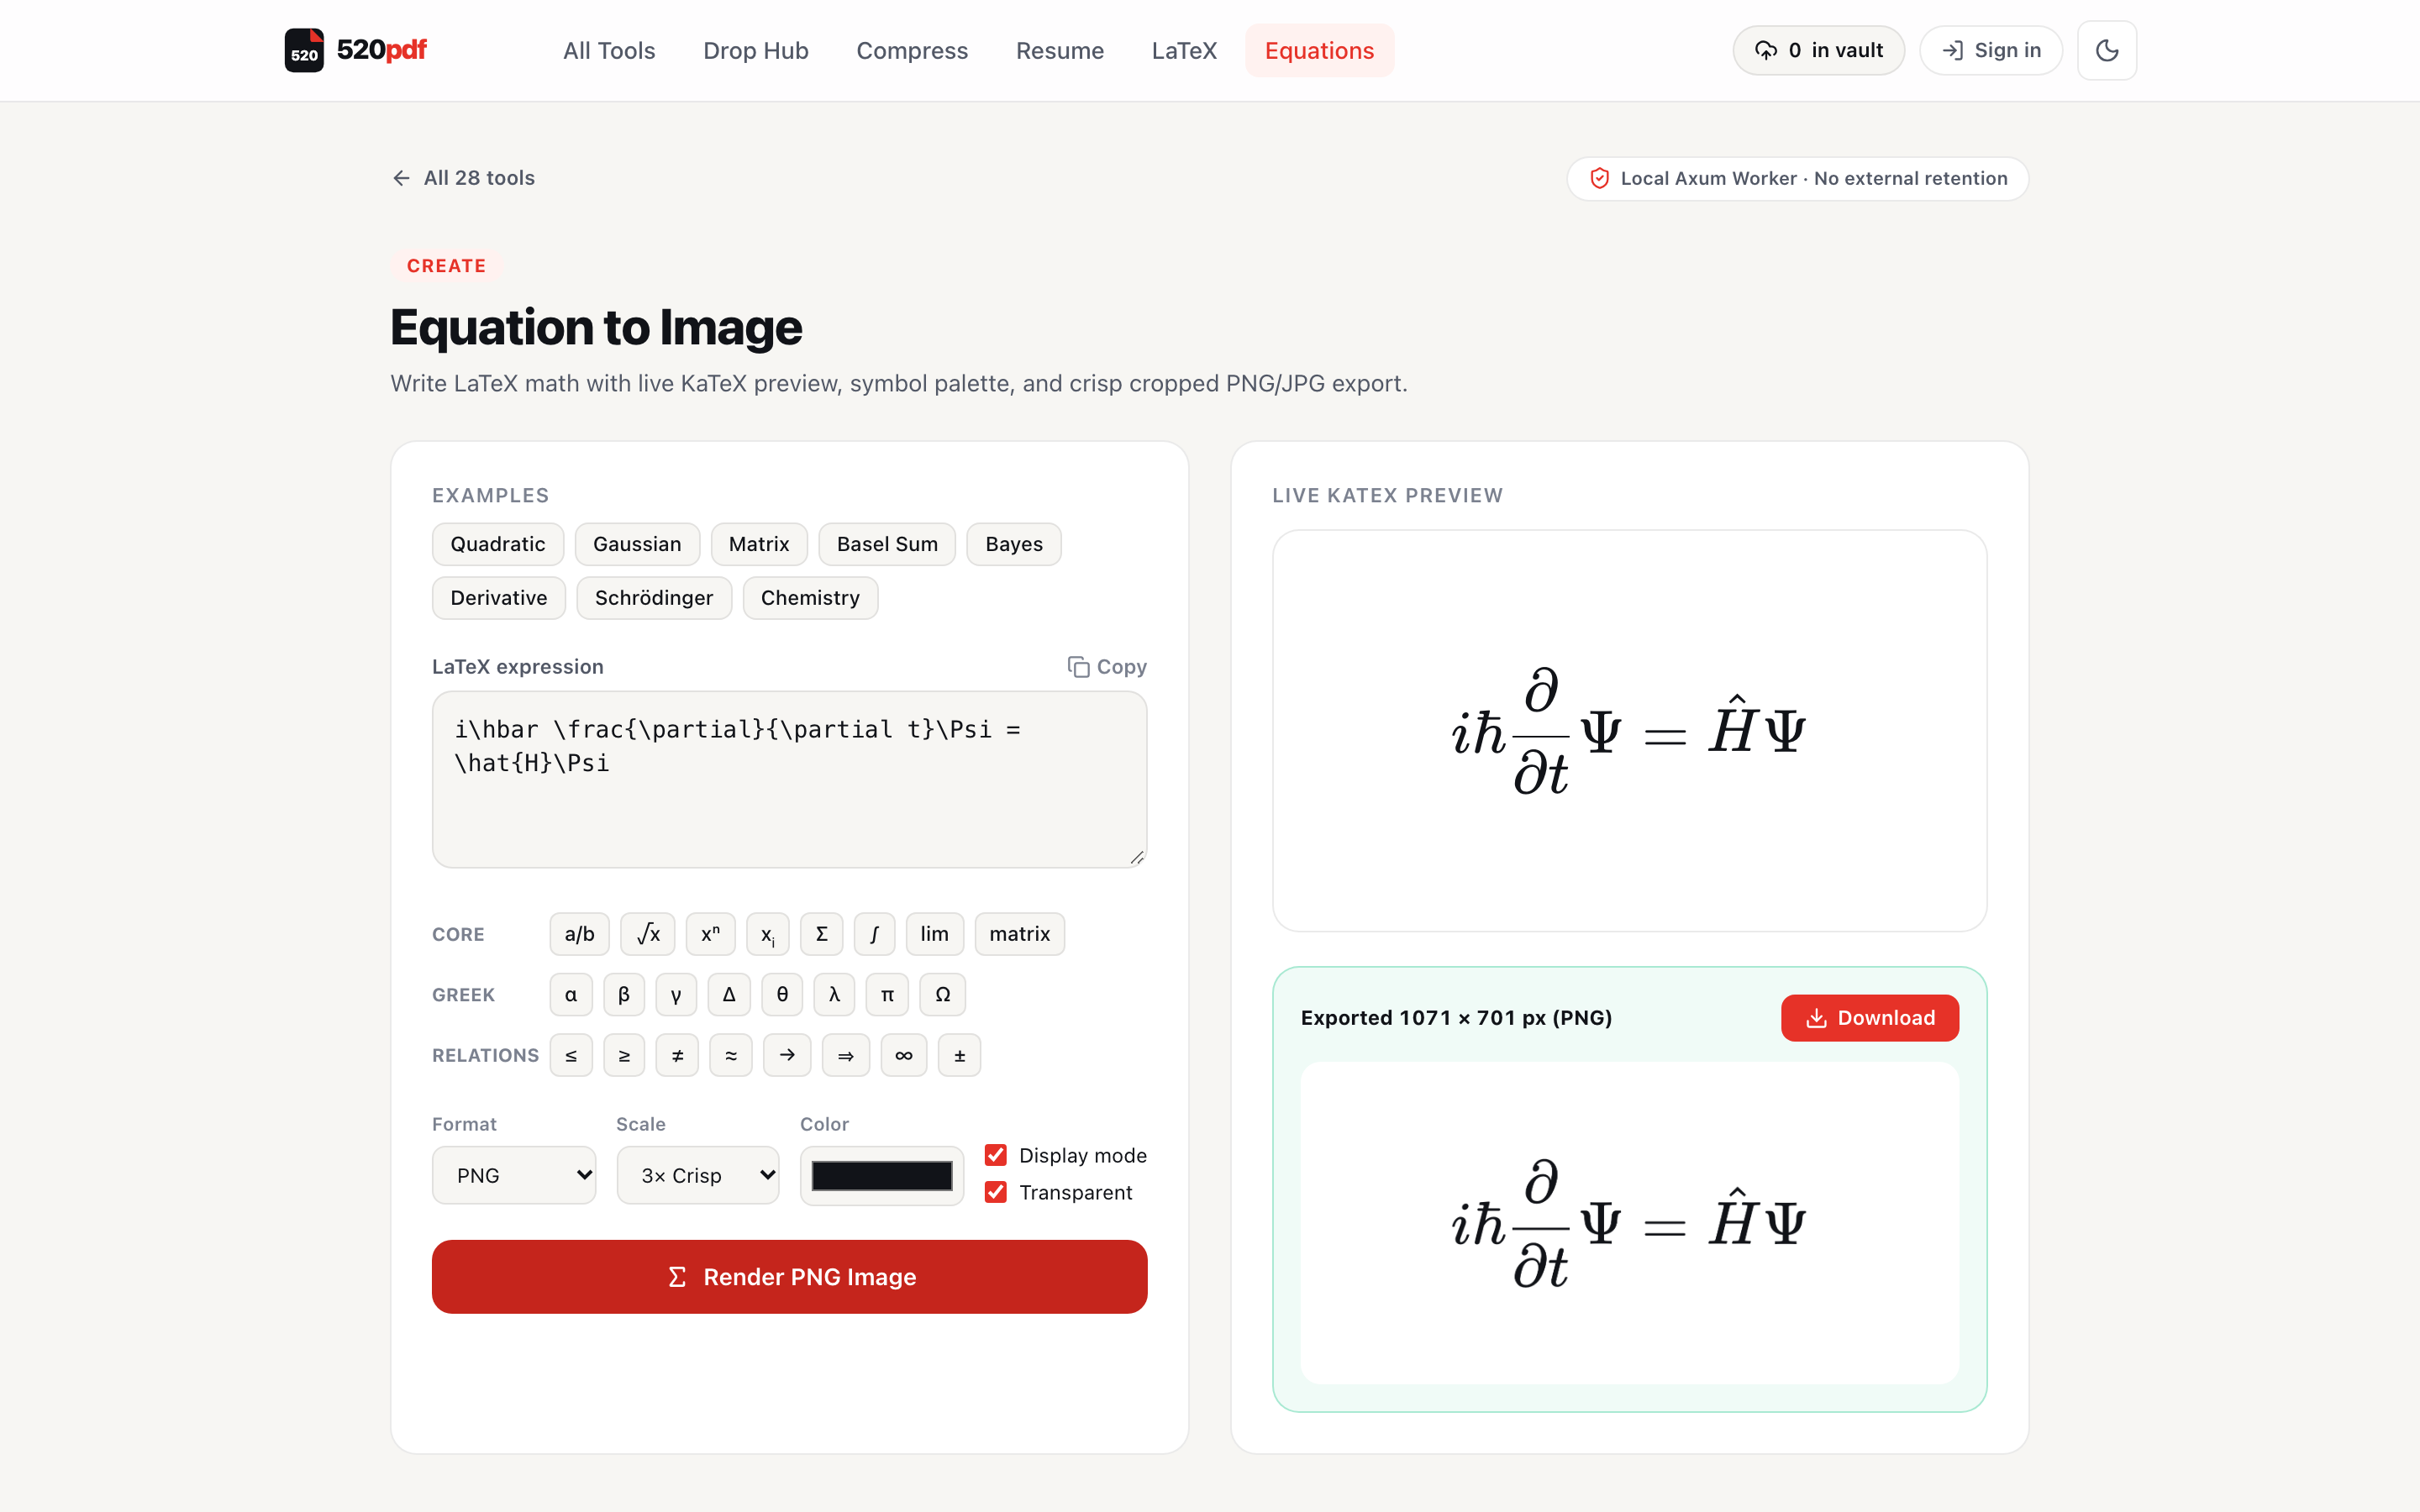 520 520pdf All Tools Drop Hub Compress Resume LaTeX Equations 0 in vault Sign in
All 28 tools
Local Axum Worker · No external retention
CREATE
Equation to Image
Write LaTeX math with live KaTeX preview, symbol palette, and crisp cropped PNG/JPG export.
EXAMPLES
Quadratic Gaussian Matrix Basel Sum Bayes
Derivative Schrödinger Chemistry
LaTeX expression Copy
i\hbar \frac{\partial}{\partial t}\Psi =
\hat{H}\Psi
CORE a/b √x xⁿ xᵢ Σ ∫ lim matrix
GREEK α β γ Δ θ λ π Ω
RELATIONS ≤ ≥ ≠ ≈ → ⇒ ∞ ±
Format Scale Color
PNG 3× Crisp
Display mode
Transparent
Σ Render PNG Image
LIVE KATEX PREVIEW
iħ ∂/∂t Ψ = ĤΨ
Exported 1071 × 701 px (PNG) Download
iħ ∂/∂t Ψ = ĤΨ